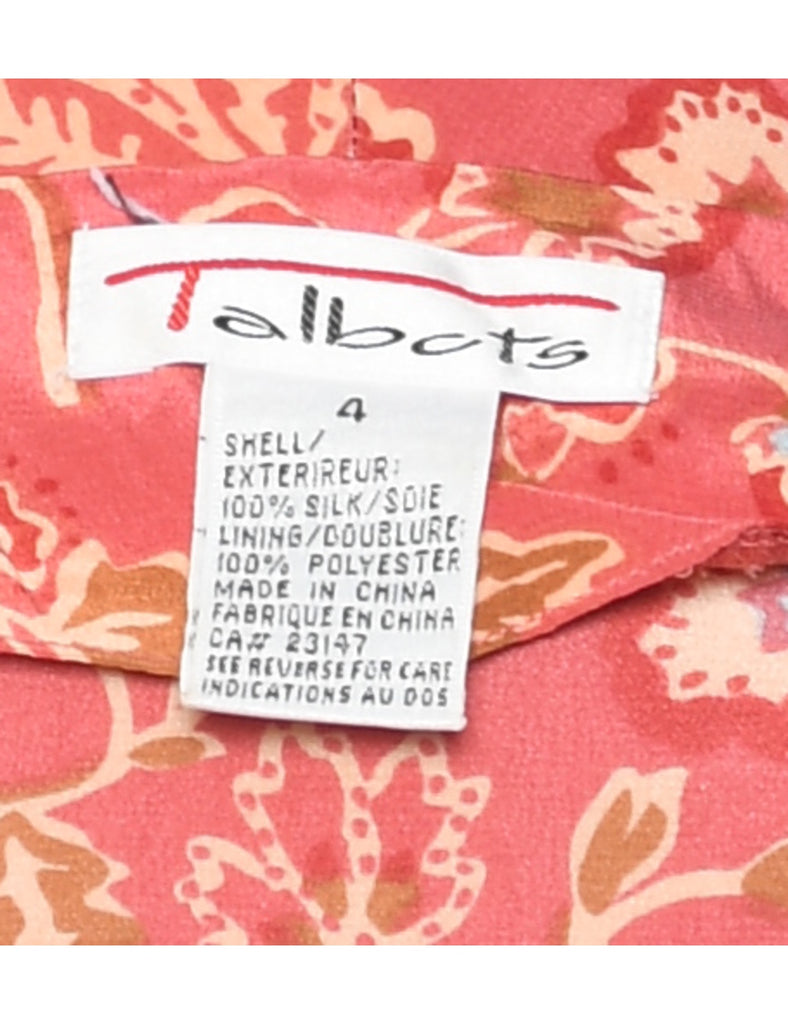 Talbots
4
SHELL/
EXTERIREUR:
100% SILK/SOIE
LINING/DOUBLURE:
100% POLYESTER
MADE IN CHINA
FABRIQUE EN CHINA
CA# 23147
SEE REVERSE FOR CARE
INDICATIONS AU DOS